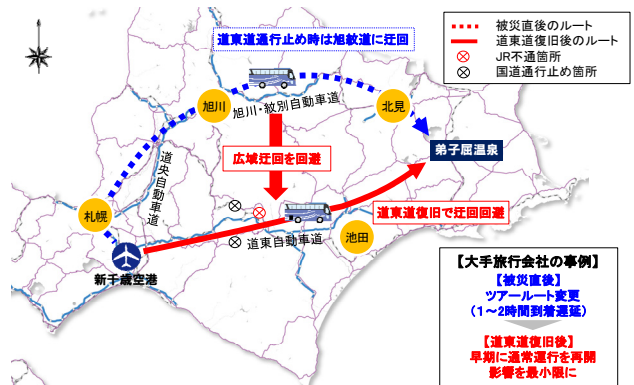 道東道通行止め時は旭紋道に迂回
被災直後のルート
道東道復旧後のルート
JR不通箇所
国道通行止め箇所
旭川
旭川・紋別自動車道
北見
弟子屈温泉
広域迂回を回避
道央自動車道
札幌
道東道復旧で迂回回避
道東自動車道
池田
新千歳空港
【大手旅行会社の事例】
【被災直後】
ツアールート変更
（1～2時間到着遅延）
【道東道復旧後】
早期に通常運行を再開
影響を最小限に